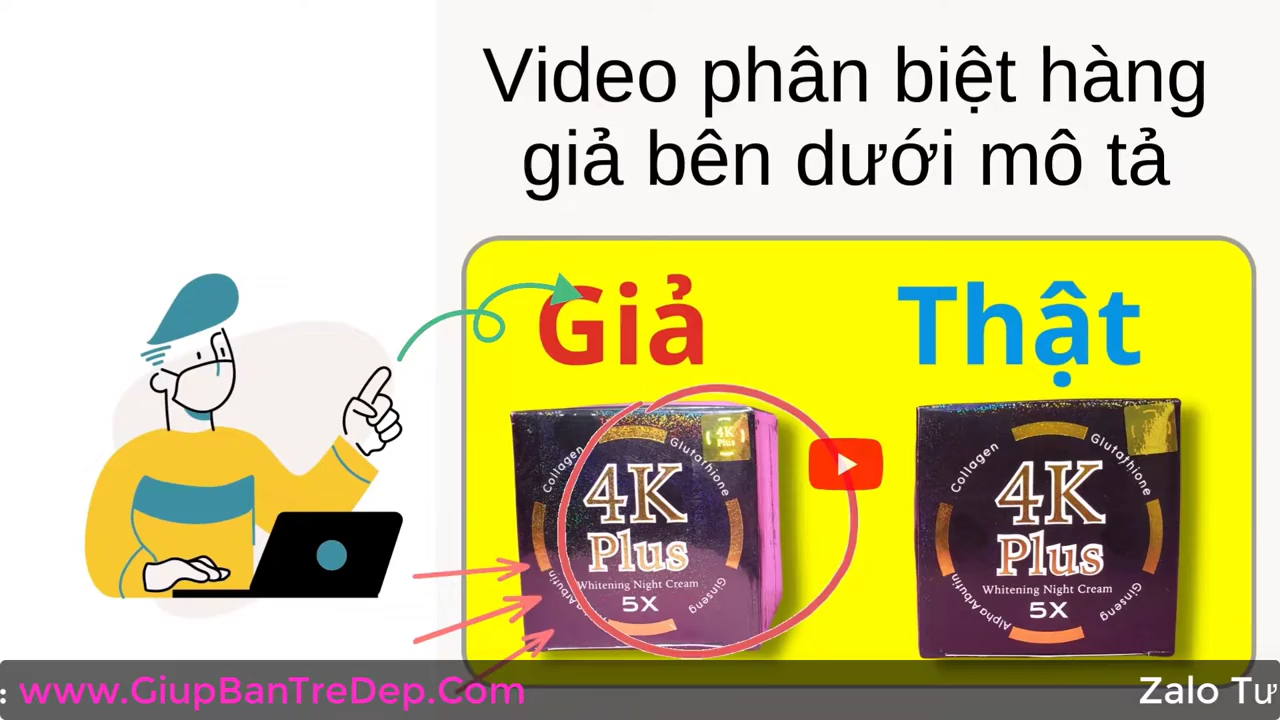 Video phân biệt hàng
giả bên dưới mô tả
Giả
Thật
4K
Plus
Collagen
Glutathione
4K
Plus
Whitening Night Cream
5X
Alpha Arbutin
Ginseng
Collagen
Glutathione
4K
Plus
Whitening Night Cream
5X
Alpha Arbutin
Ginseng
: www.GiupBanTreDep.Com
Zalo Tư